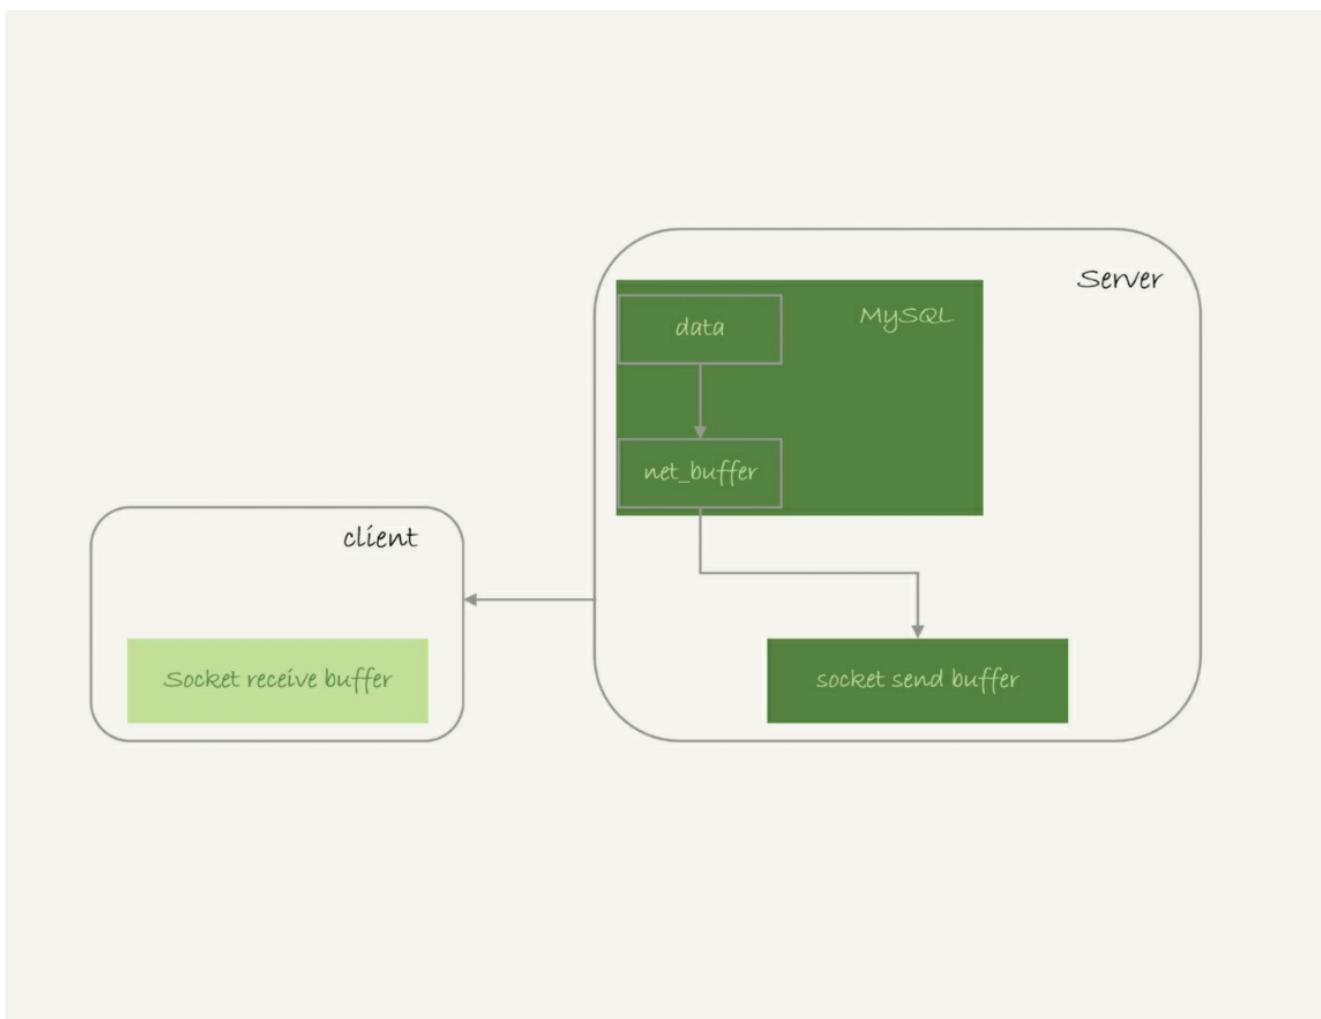 Server
MySQL
data
net_buffer
client
Socket receive buffer
socket send buffer